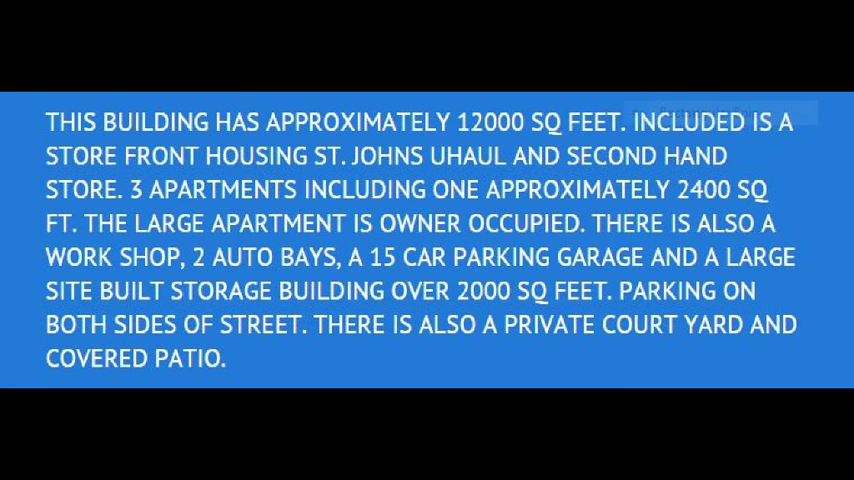 THIS BUILDING HAS APPROXIMATELY 12000 SQ FEET. INCLUDED IS A
STORE FRONT HOUSING ST. JOHNS UHAUL AND SECOND HAND
STORE. 3 APARTMENTS INCLUDING ONE APPROXIMATELY 2400 SQ
FT. THE LARGE APARTMENT IS OWNER OCCUPIED. THERE IS ALSO A
WORK SHOP, 2 AUTO BAYS, A 15 CAR PARKING GARAGE AND A LARGE
SITE BUILT STORAGE BUILDING OVER 2000 SQ FEET. PARKING ON
BOTH SIDES OF STREET. THERE IS ALSO A PRIVATE COURT YARD AND
COVERED PATIO.